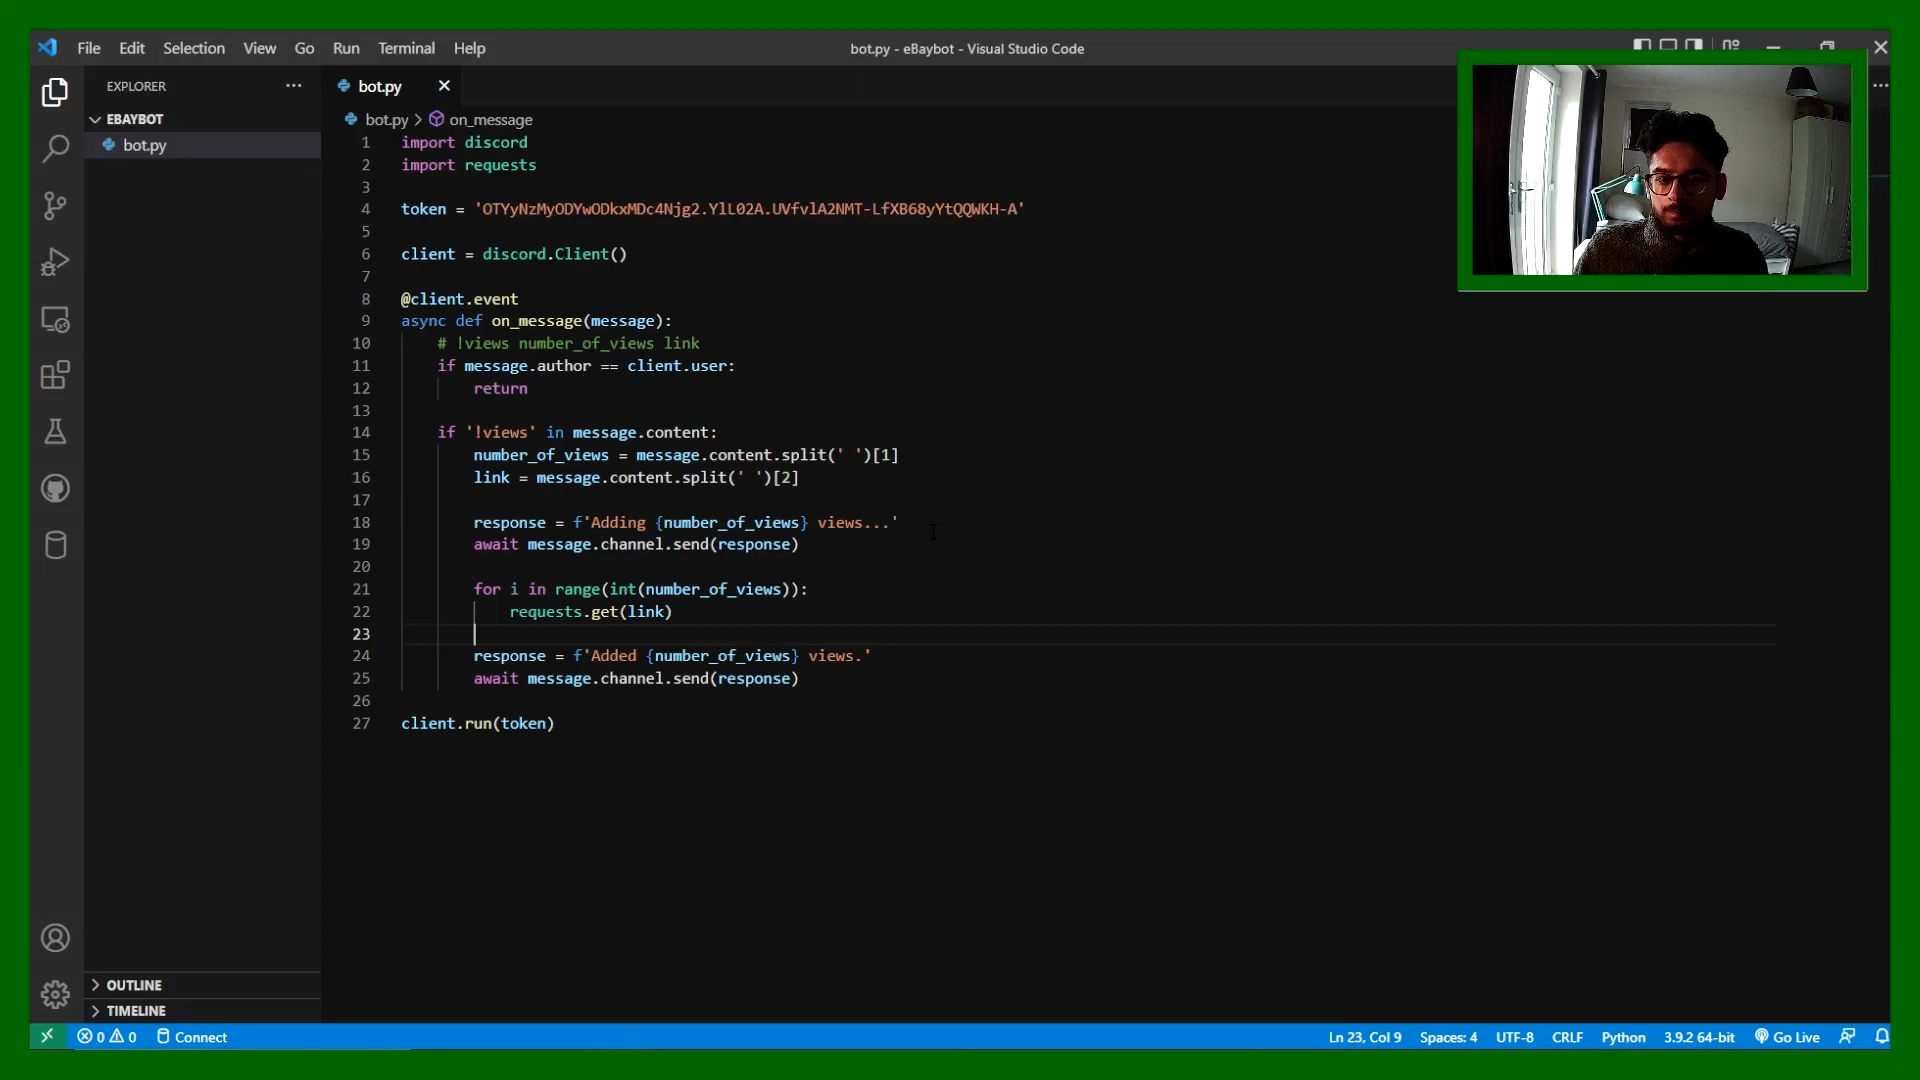 File Edit Selection View Go Run Terminal Help
bot.py - eBaybot - Visual Studio Code
EXPLORER
EBAYBOT
bot.py
OUTLINE
TIMELINE
bot.py
bot.py > on_message
1 import discord
2 import requests
3
4 token = 'OTYyNzMyODYwODkxMDc4Njg2.YlL02A.UVfvlA2NMT-LfXB68yYtQQWKH-A'
5
6 client = discord.Client()
7
8 @client.event
9 async def on_message(message):
10 # !views number_of_views link
11 if message.author == client.user:
12 return
13
14 if '!views' in message.content:
15 number_of_views = message.content.split(' ')[1]
16 link = message.content.split(' ')[2]
17
18 response = f'Adding {number_of_views} views...'
19 await message.channel.send(response)
20
21 for i in range(int(number_of_views)):
22 requests.get(link)
23
24 response = f'Added {number_of_views} views.'
25 await message.channel.send(response)
26
27 client.run(token)
0 0 Connect
Ln 23, Col 9 Spaces: 4 UTF-8 CRLF Python 3.9.2 64-bit Go Live